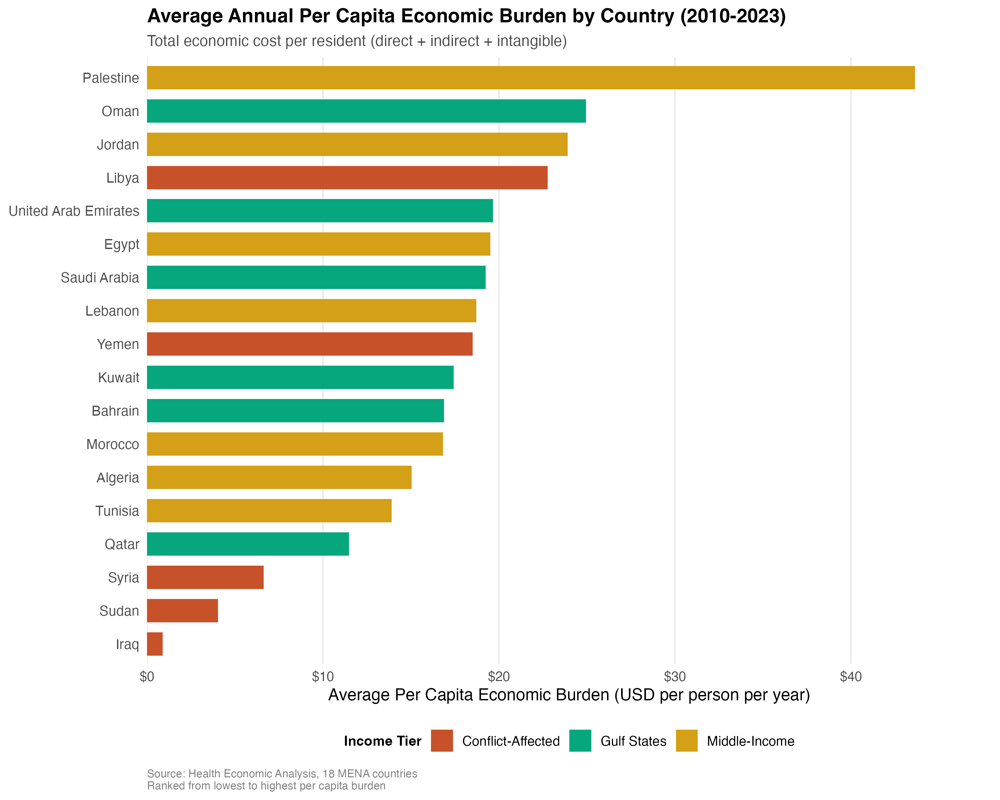 Average Annual Per Capita Economic Burden by Country (2010-2023)
Total economic cost per resident (direct + indirect + intangible)
Palestine
Oman
Jordan
Libya
United Arab Emirates
Egypt
Saudi Arabia
Lebanon
Yemen
Kuwait
Bahrain
Morocco
Algeria
Tunisia
Qatar
Syria
Sudan
Iraq
$0 $10 $20 $30 $40
Average Per Capita Economic Burden (USD per person per year)
Income Tier Conflict-Affected Gulf States Middle-Income
Source: Health Economic Analysis, 18 MENA countries
Ranked from lowest to highest per capita burden